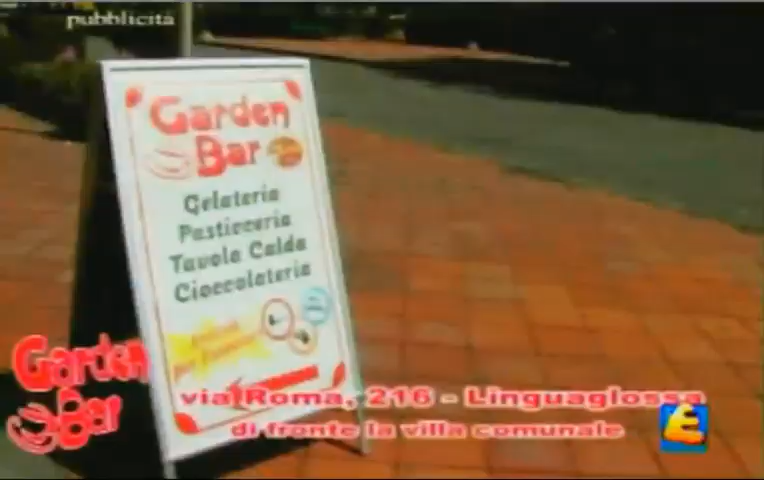 pubblicità
Garden
Bar
Gelateria
Pasticceria
Tavola Calda
Cioccolateria
Garden
Bar
via Roma, 216 - Linguaglossa
di fronte la villa comunale
E